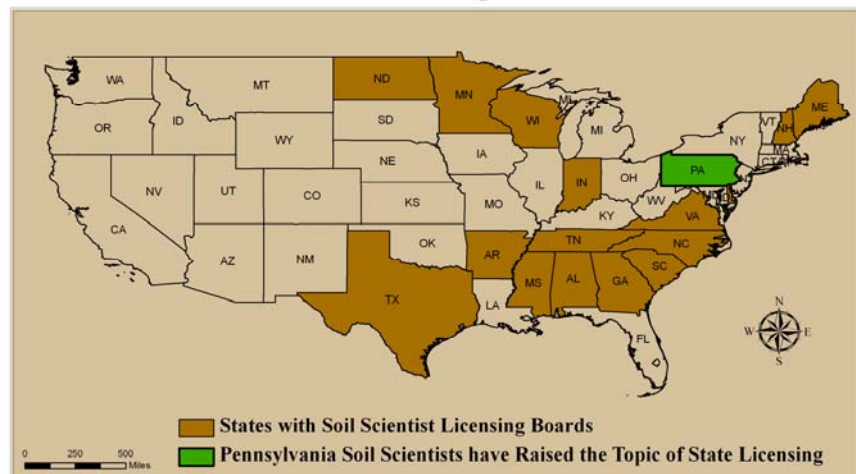 WA
MT
ND
MN
ME
VT
NH
OR
ID
SD
WI
MI
MI
NY
MA
WY
CT
RI
IA
PA
NE
NV
UT
IL
IN
OH
CO
WV
CA
KS
MO
KY
VA
TN
NC
OK
AZ
NM
AR
SC
MS
AL
GA
TX
LA
FL
N
W E
S
States with Soil Scientist Licensing Boards
Pennsylvania Soil Scientists have Raised the Topic of State Licensing
0 250 500
Miles